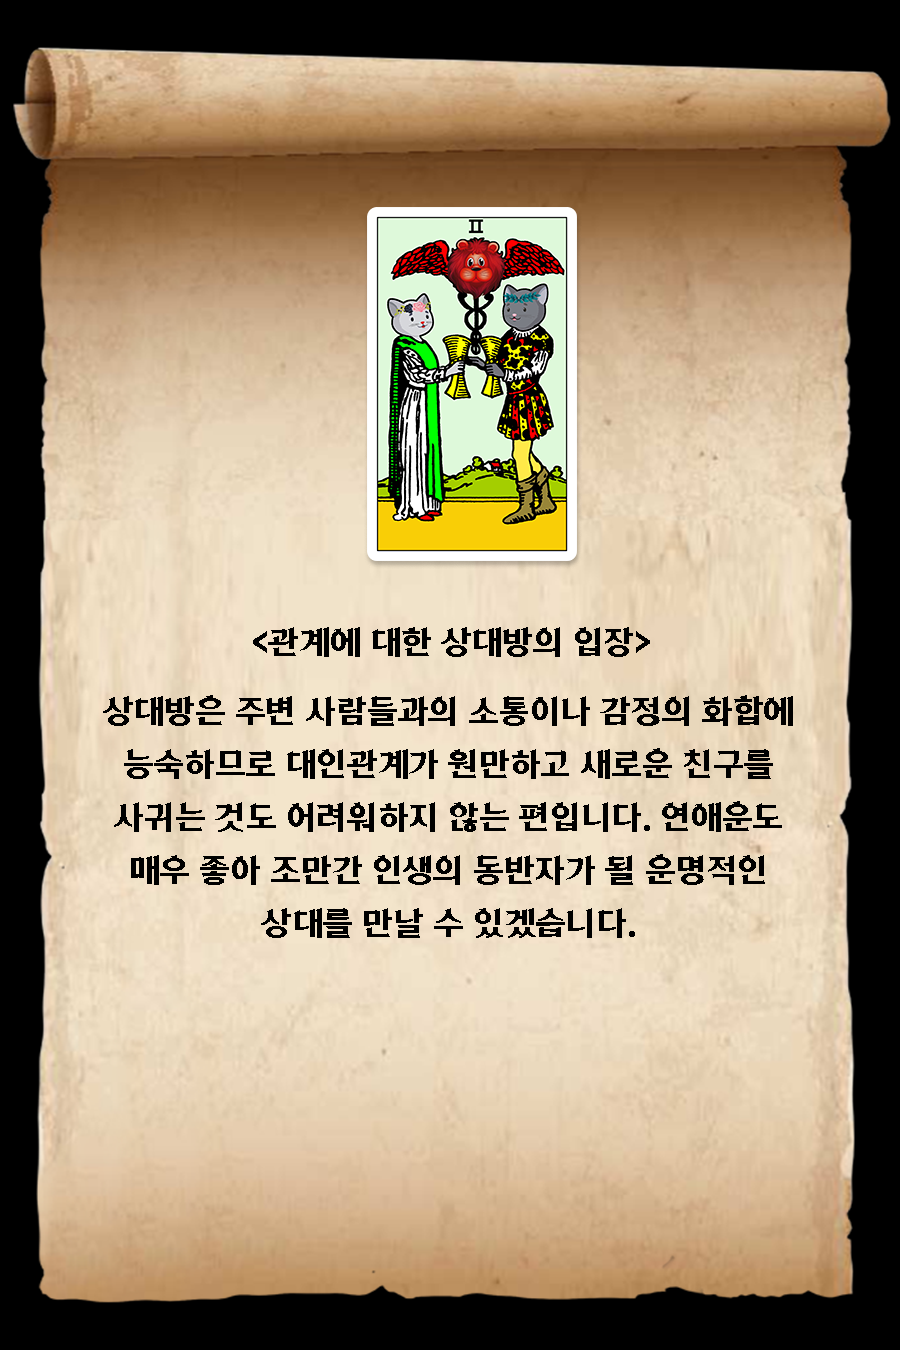 II
<관계에 대한 상대방의 입장>
상대방은 주변 사람들과의 소통이나 감정의 화합에
능숙하므로 대인관계가 원만하고 새로운 친구를
사귀는 것도 어려워하지 않는 편입니다. 연애운도
매우 좋아 조만간 인생의 동반자가 될 운명적인
상대를 만날 수 있겠습니다.